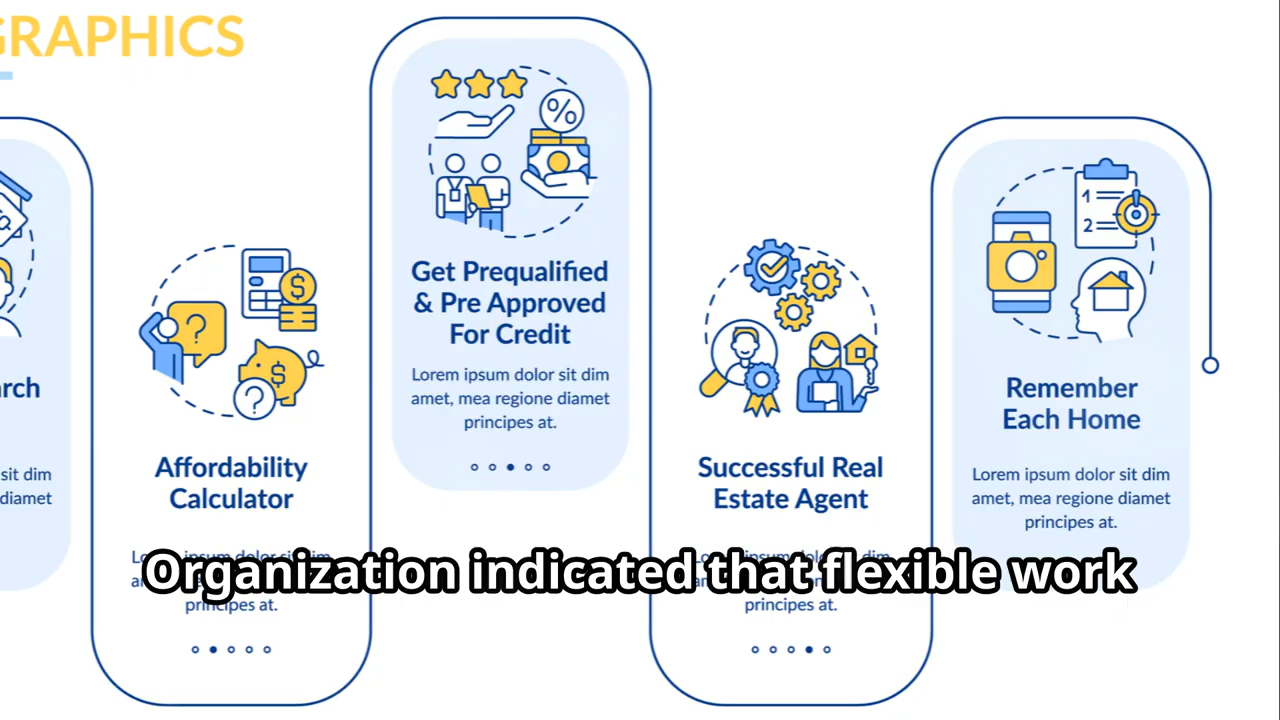 GRAPHICS
rch
sit dim
diamet
$
?
$
?
Affordability
Calculator
principes at.
%
Get Prequalified
& Pre Approved
For Credit
Lorem ipsum dolor sit dim
amet, mea regione diamet
principes at.
Successful Real
Estate Agent
principes at.
1
2
Remember
Each Home
Lorem ipsum dolor sit dim
amet, mea regione diamet
principes at.
Organization indicated that flexible work